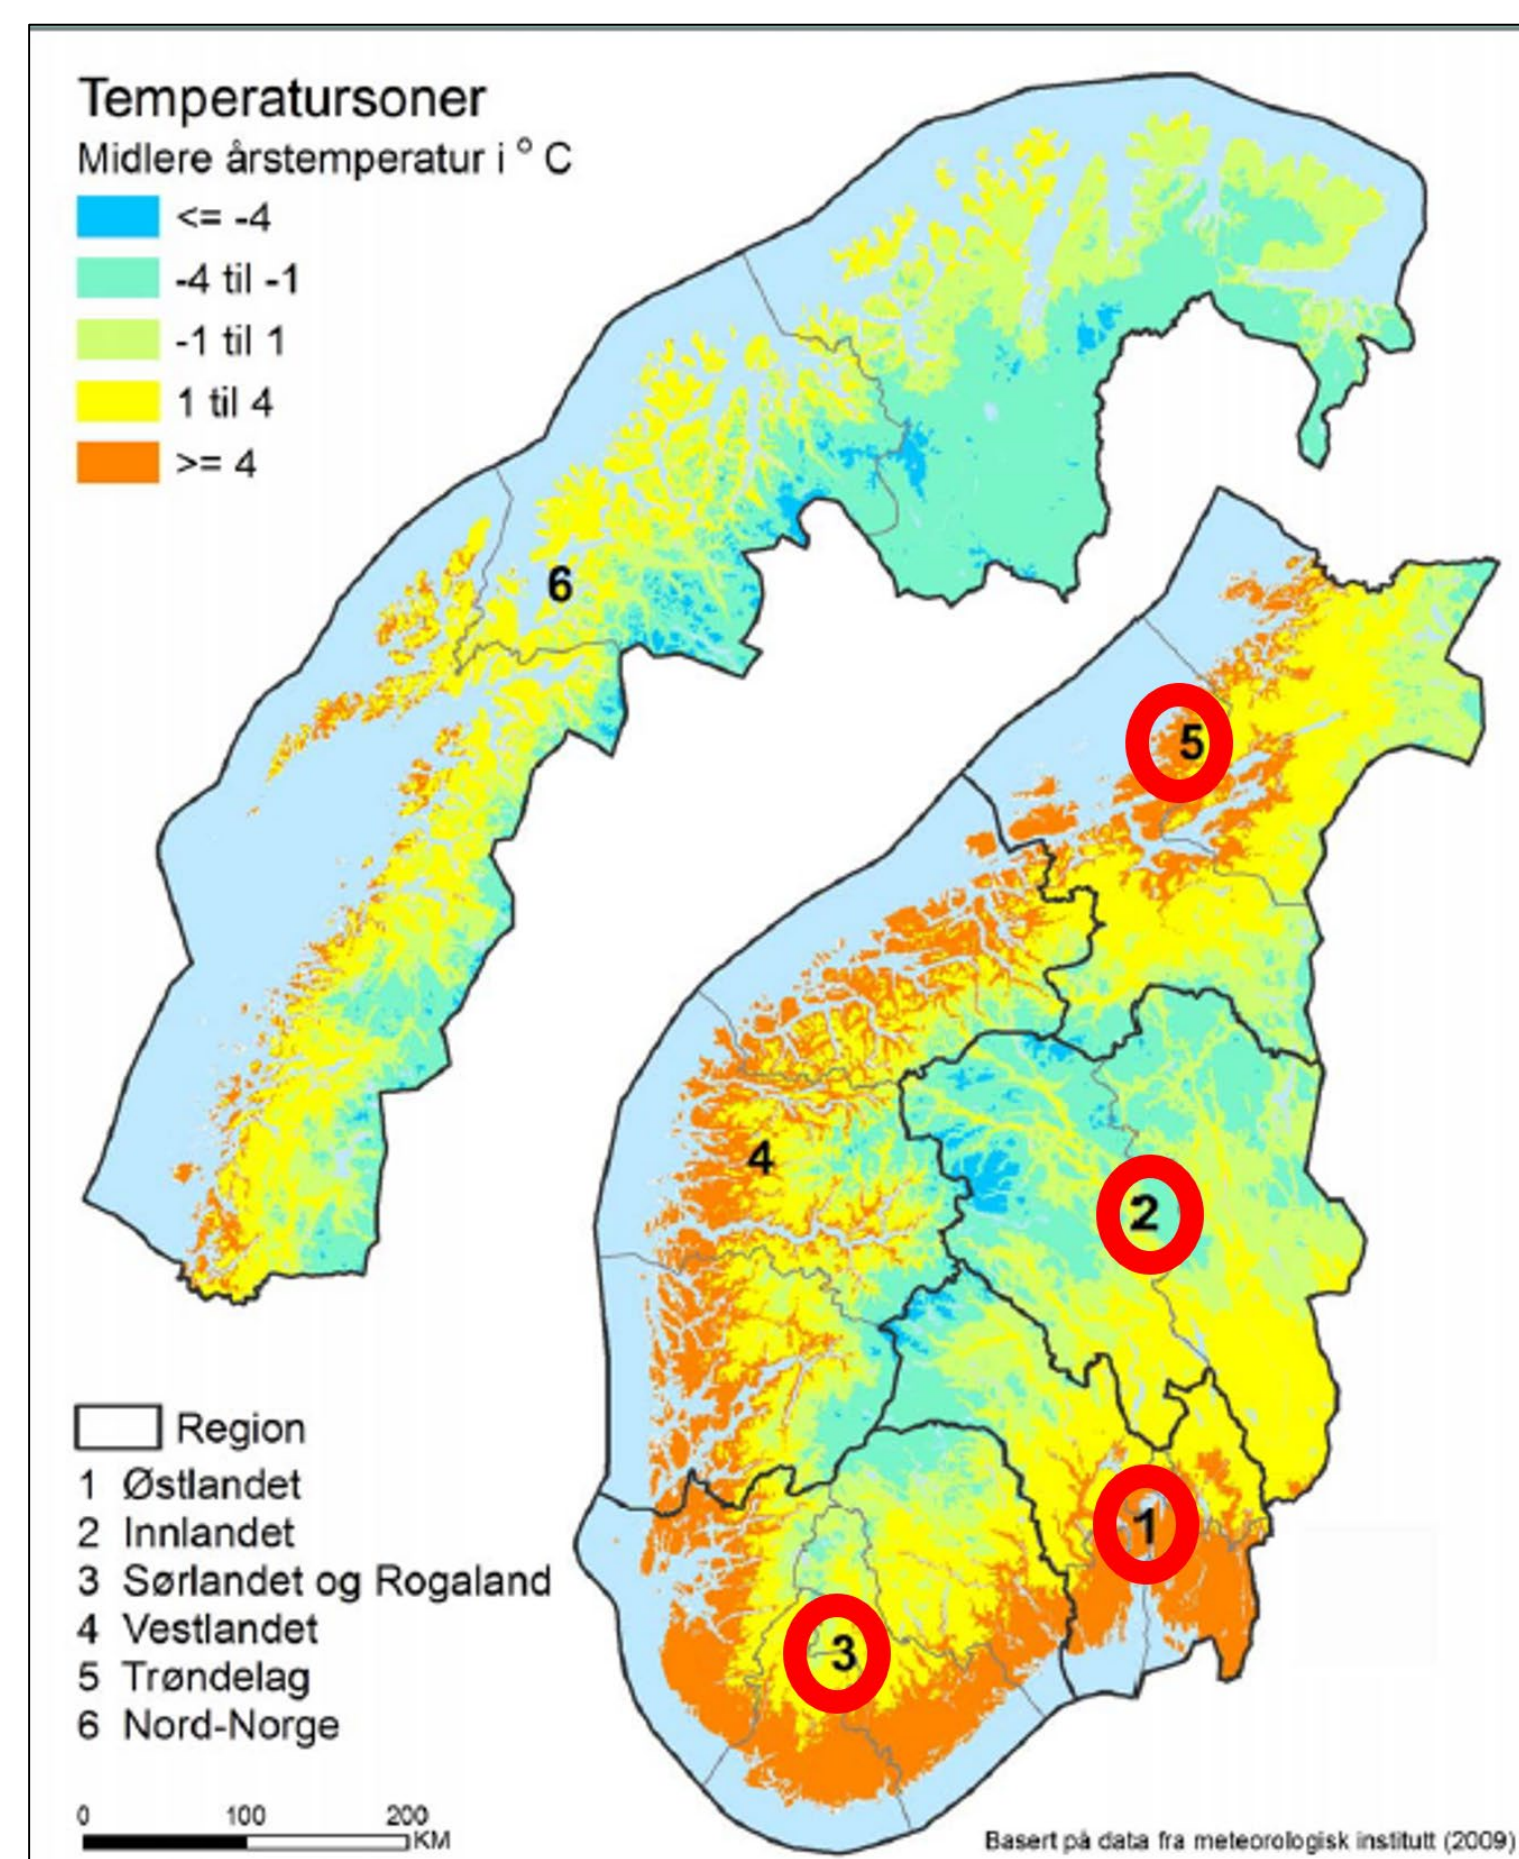 Temperatursoner
Midlere årstemperatur i ° C
<= -4
-4 til -1
-1 til 1
1 til 4
>= 4
6
5
4
2
1
3
Region
1 Østlandet
2 Innlandet
3 Sørlandet og Rogaland
4 Vestlandet
5 Trøndelag
6 Nord-Norge
0 100 200
KM
Basert på data fra meteorologisk institutt (2009)